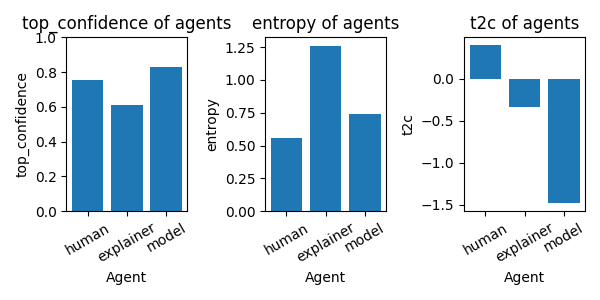 top_confidence of agents
entropy of agents
t2c of agents
top_confidence
1.0
0.8
0.6
0.4
0.2
0.0
human
explainer
model
Agent
entropy
1.25
1.00
0.75
0.50
0.25
0.00
human
explainer
model
Agent
t2c
0.0
−0.5
−1.0
−1.5
human
explainer
model
Agent